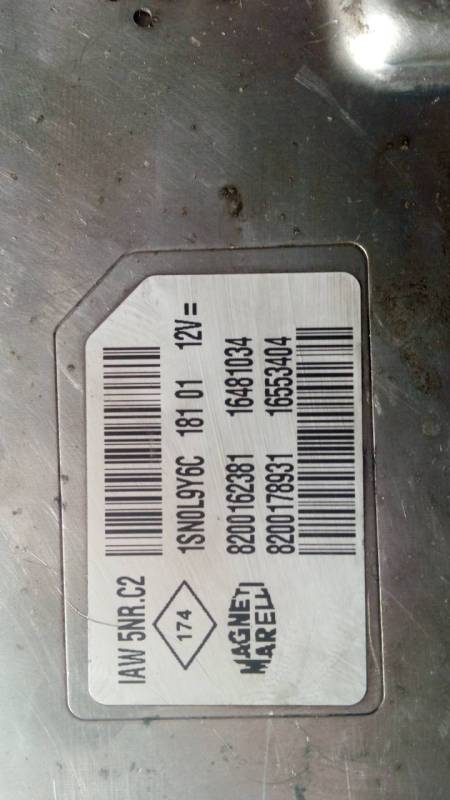 IAW 5NR.C2
174
MAGNETI
MARELLI
1SN0L9Y6C 181 01 12V =
8200162381 16481034
8200178931 16553404